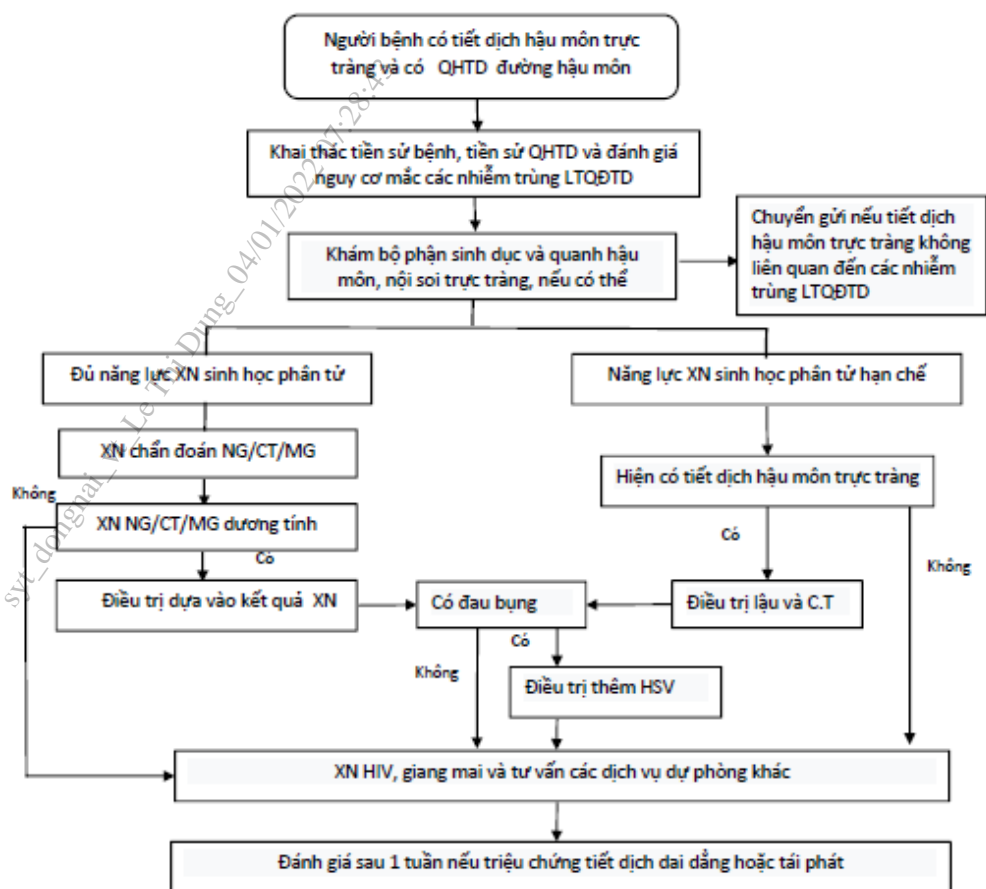 Người bệnh có tiết dịch hậu môn trực
tràng và có QHTD đường hậu môn
Khai thác tiền sử bệnh, tiền sử QHTD và đánh giá
nguy cơ mắc các nhiễm trùng LTQĐTD
Khám bộ phận sinh dục và quanh hậu
môn, nội soi trực tràng, nếu có thể
Chuyển gửi nếu tiết dịch
hậu môn trực tràng không
liên quan đến các nhiễm
trùng LTQĐTD
Đủ năng lực XN sinh học phân tử
Năng lực XN sinh học phân tử hạn chế
XN chẩn đoán NG/CT/MG
Hiện có tiết dịch hậu môn trực tràng
Không
XN NG/CT/MG dương tính
Có
Có
Không
Điều trị dựa vào kết quả XN
Có đau bụng
Điều trị lậu và C.T
Không
Có
Điều trị thêm HSV
XN HIV, giang mai và tư vấn các dịch vụ dự phòng khác
Đánh giá sau 1 tuần nếu triệu chứng tiết dịch dai dẳng hoặc tái phát
04/01/2022 07:28:42